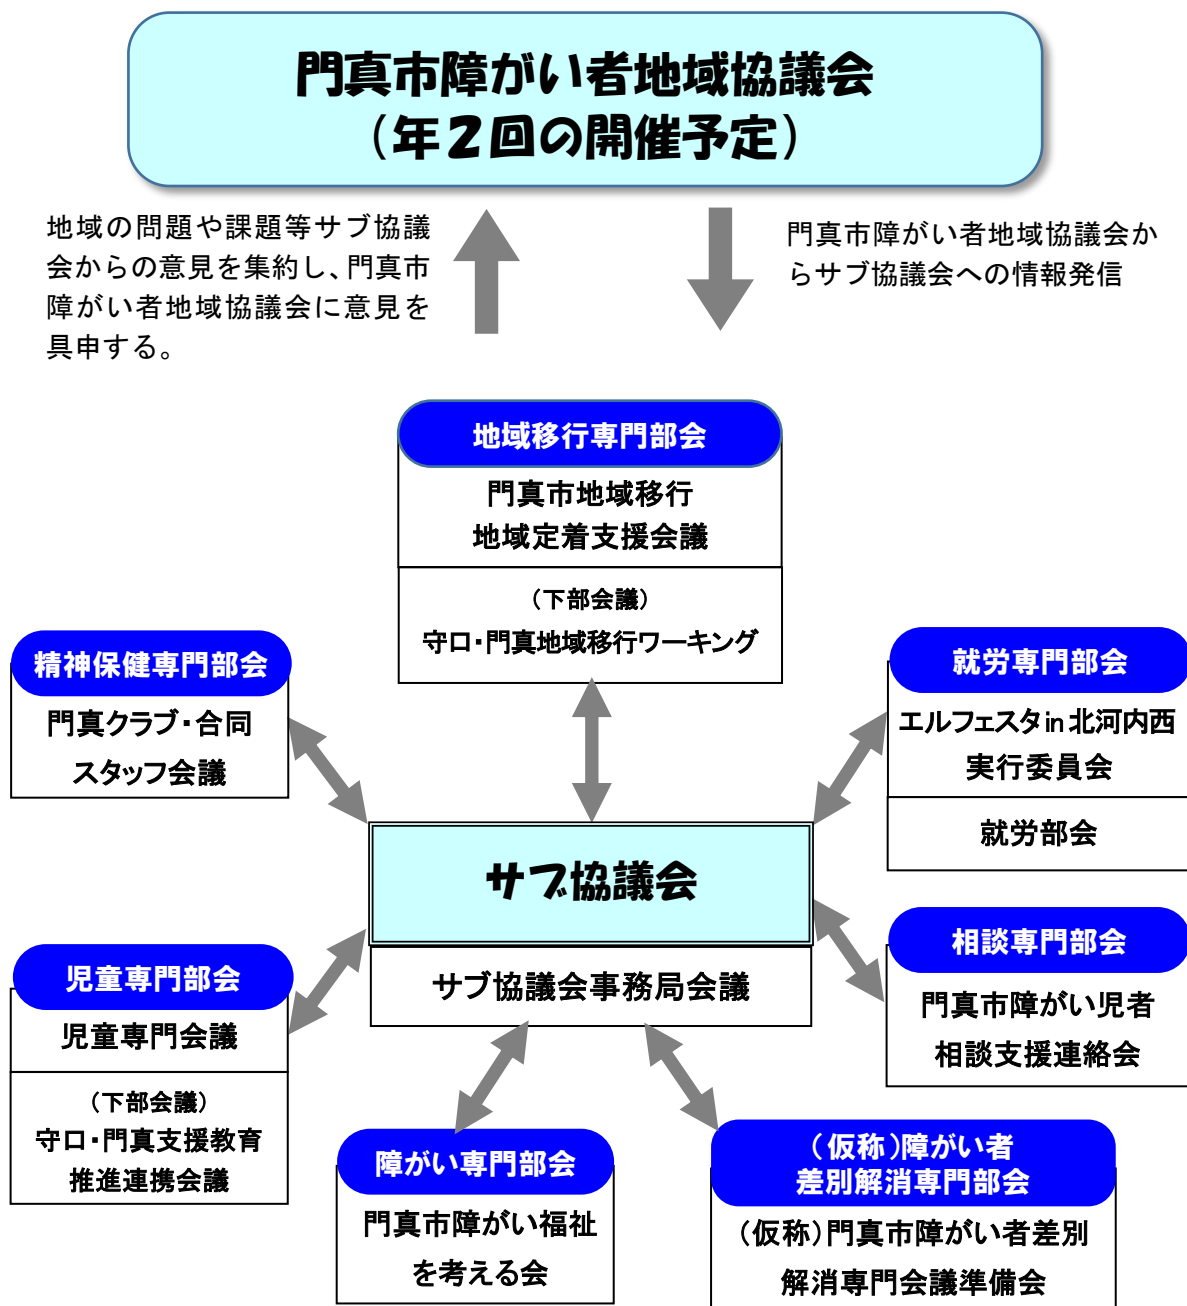 門真市障がい者地域協議会
（年２回の開催予定）
地域の問題や課題等サブ協議
会からの意見を集約し、門真市
障がい者地域協議会に意見を
具申する。
門真市障がい者地域協議会か
らサブ協議会への情報発信
地域移行専門部会
門真市地域移行
地域定着支援会議
（下部会議）
守口・門真地域移行ワーキング
精神保健専門部会
門真クラブ・合同
スタッフ会議
就労専門部会
エルフェスタin北河内西
実行委員会
就労部会
サブ協議会
サブ協議会事務局会議
児童専門部会
児童専門会議
（下部会議）
守口・門真支援教育
推進連携会議
相談専門部会
門真市障がい児者
相談支援連絡会
障がい専門部会
門真市障がい福祉
を考える会
（仮称）障がい者
差別解消専門部会
（仮称）門真市障がい者差別
解消専門会議準備会